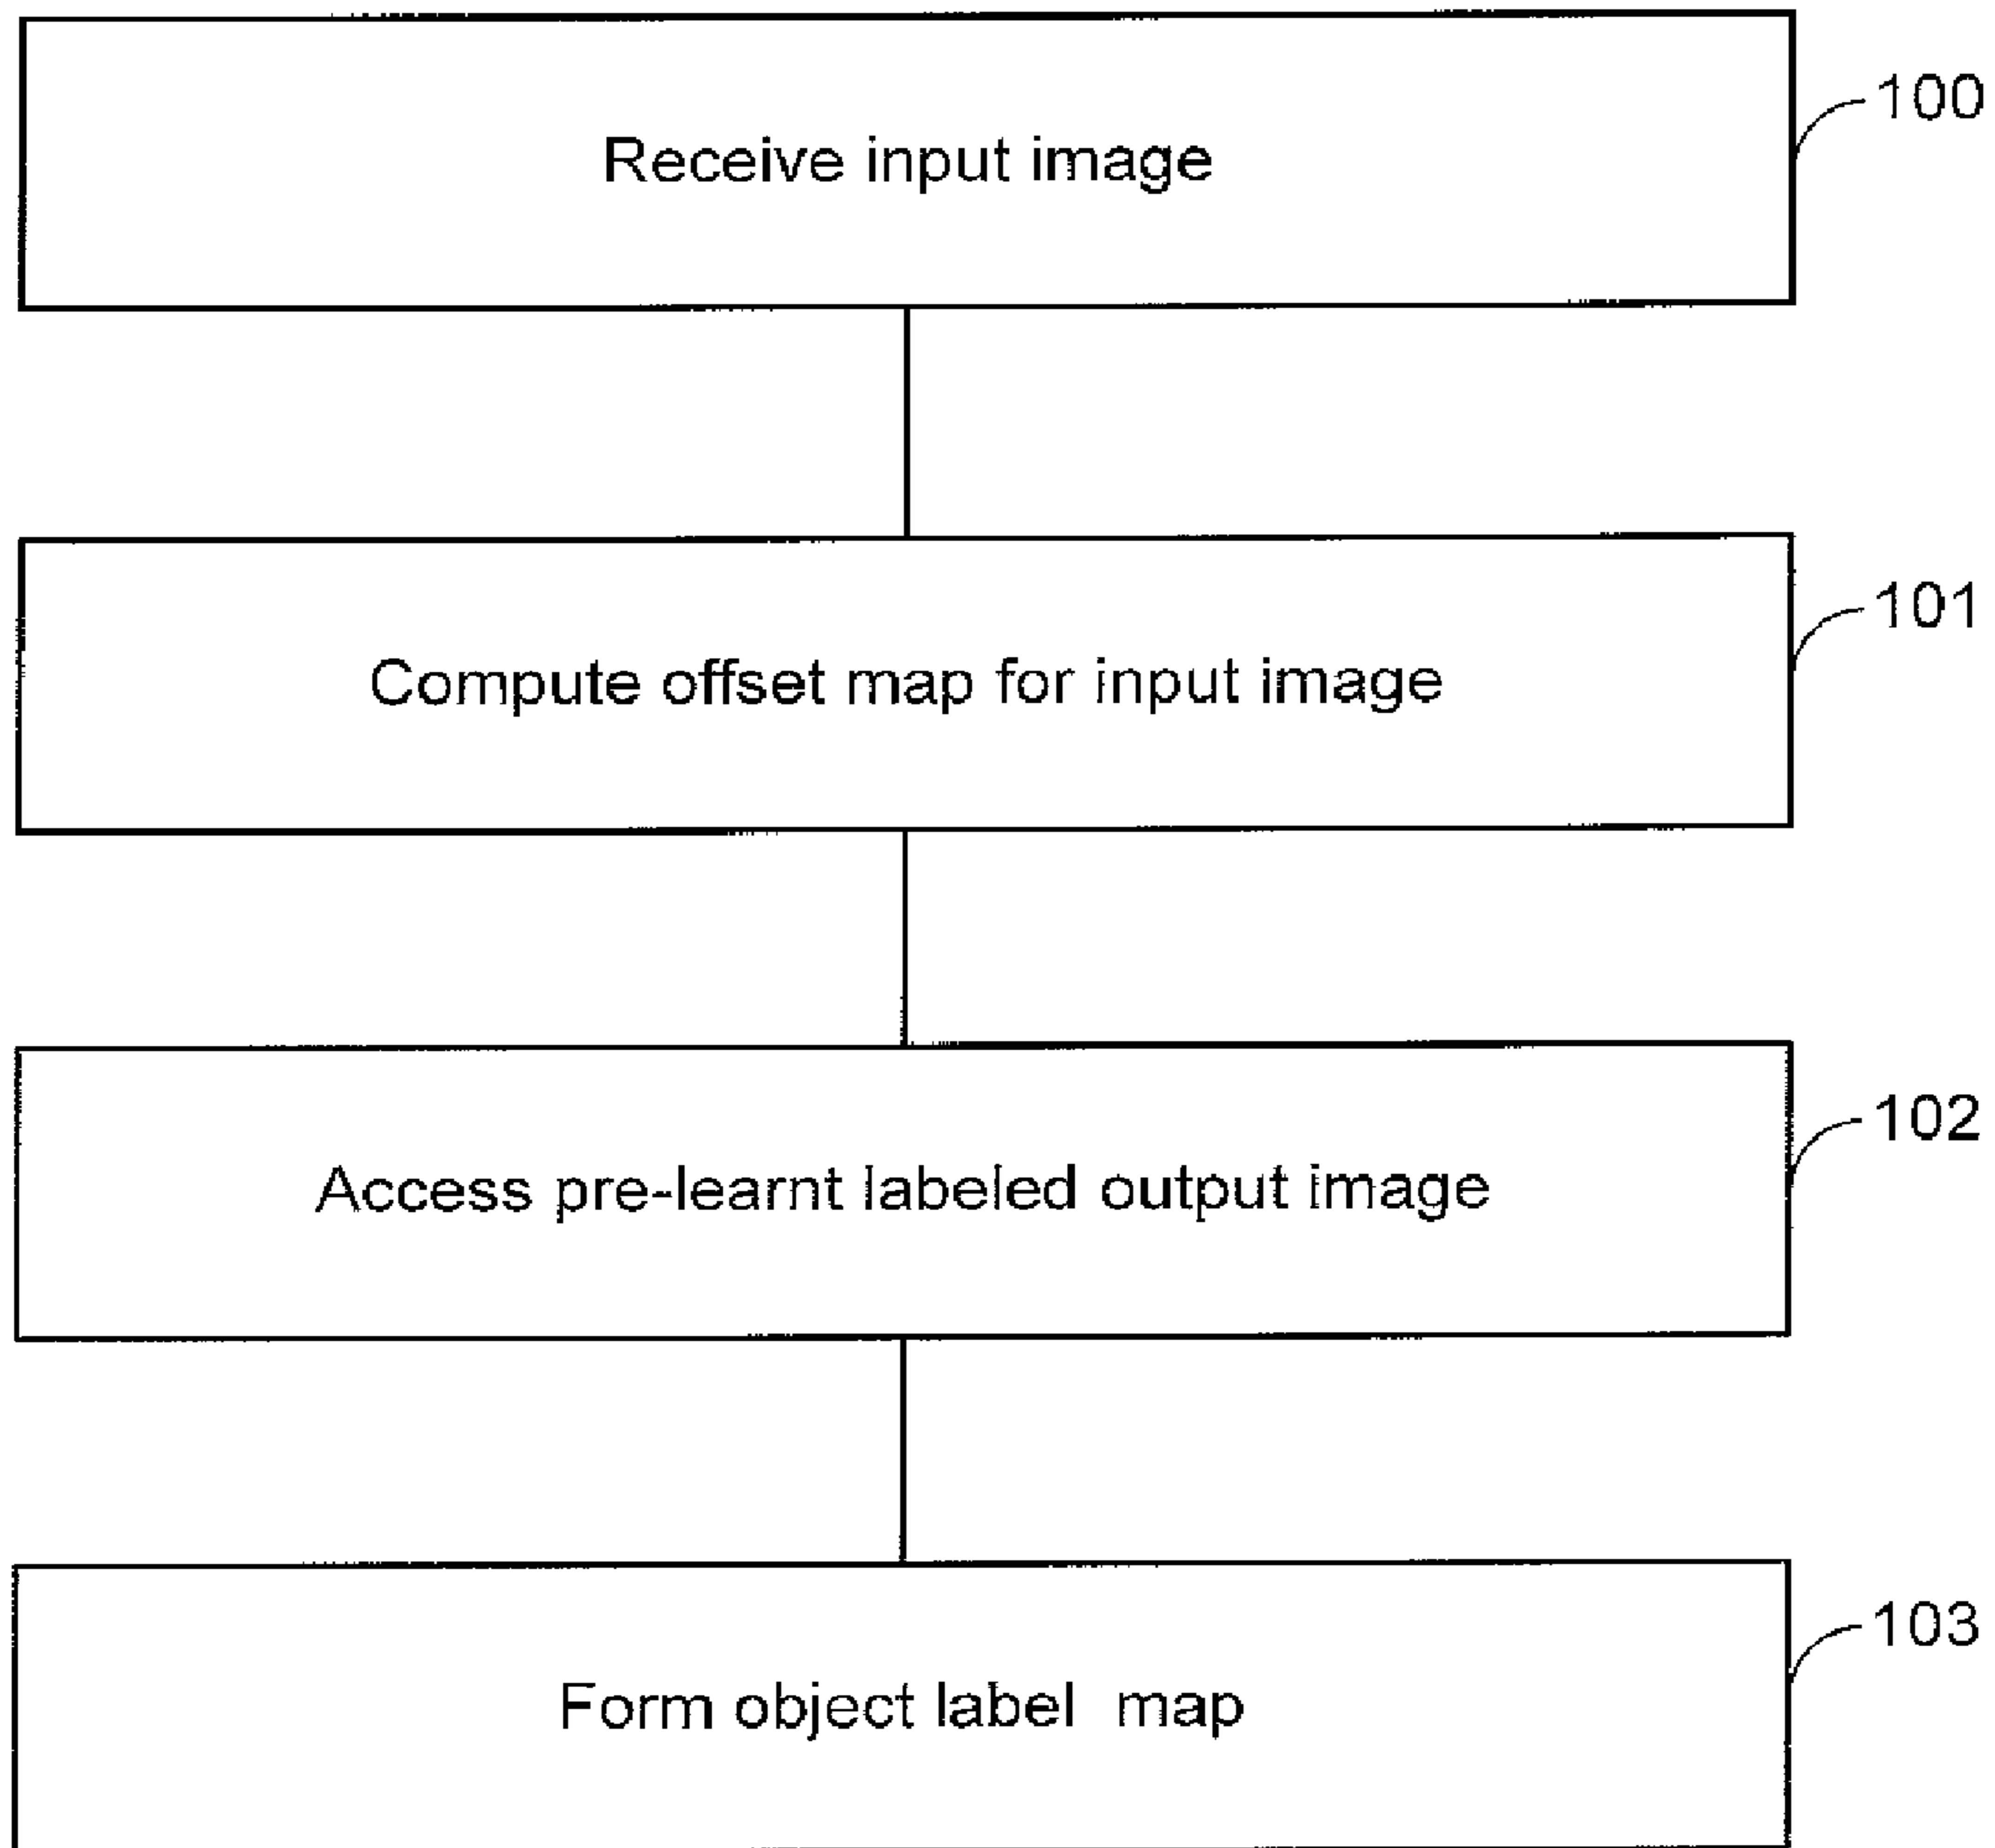 Receive input image
100
Compute offset map for input image
101
Access pre-learnt labeled output image
102
Form object label map
103